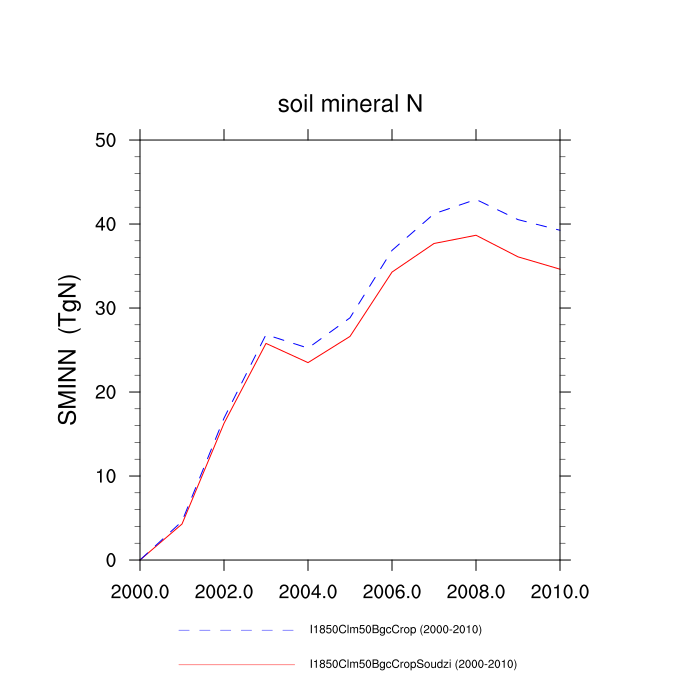 soil mineral N
50
40
30
20
10
0
SMINN (TgN)
2000.0 2002.0 2004.0 2006.0 2008.0 2010.0
I1850Clm50BgcCrop (2000-2010)
I1850Clm50BgcCropSoudzi (2000-2010)